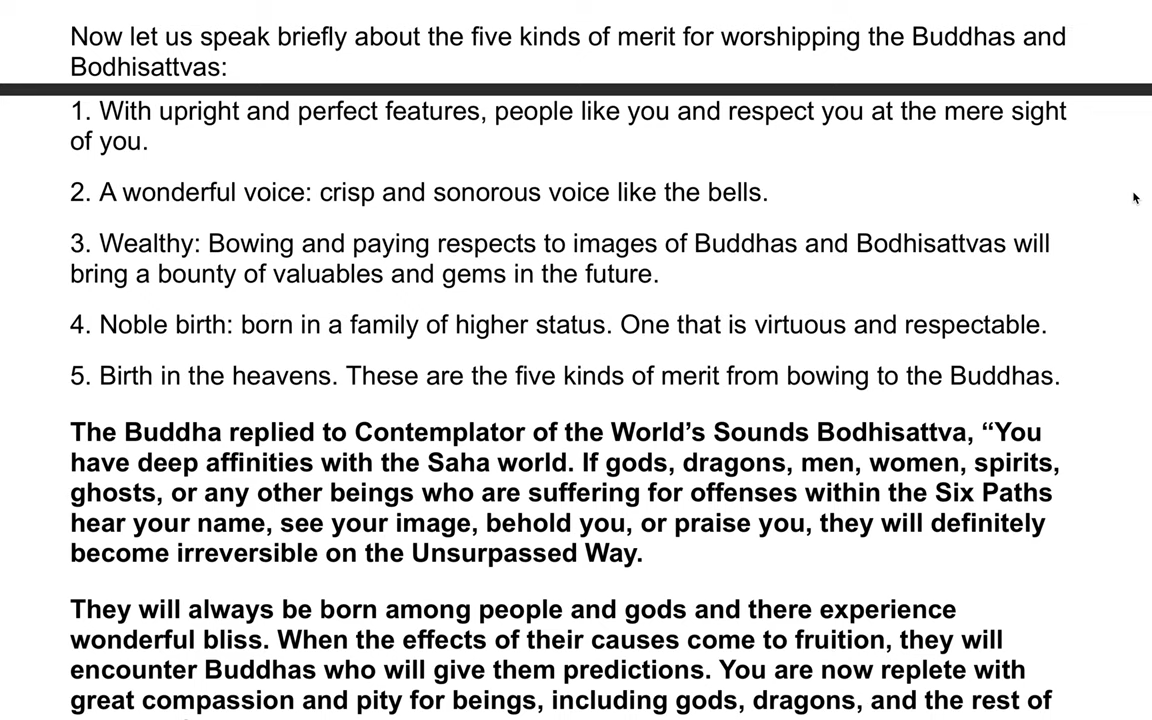 Now let us speak briefly about the five kinds of merit for worshipping the Buddhas and
Bodhisattvas:
1. With upright and perfect features, people like you and respect you at the mere sight
of you.
2. A wonderful voice: crisp and sonorous voice like the bells.
3. Wealthy: Bowing and paying respects to images of Buddhas and Bodhisattvas will
bring a bounty of valuables and gems in the future.
4. Noble birth: born in a family of higher status. One that is virtuous and respectable.
5. Birth in the heavens. These are the five kinds of merit from bowing to the Buddhas.
The Buddha replied to Contemplator of the World’s Sounds Bodhisattva, “You
have deep affinities with the Saha world. If gods, dragons, men, women, spirits,
ghosts, or any other beings who are suffering for offenses within the Six Paths
hear your name, see your image, behold you, or praise you, they will definitely
become irreversible on the Unsurpassed Way.
They will always be born among people and gods and there experience
wonderful bliss. When the effects of their causes come to fruition, they will
encounter Buddhas who will give them predictions. You are now replete with
great compassion and pity for beings, including gods, dragons, and the rest of